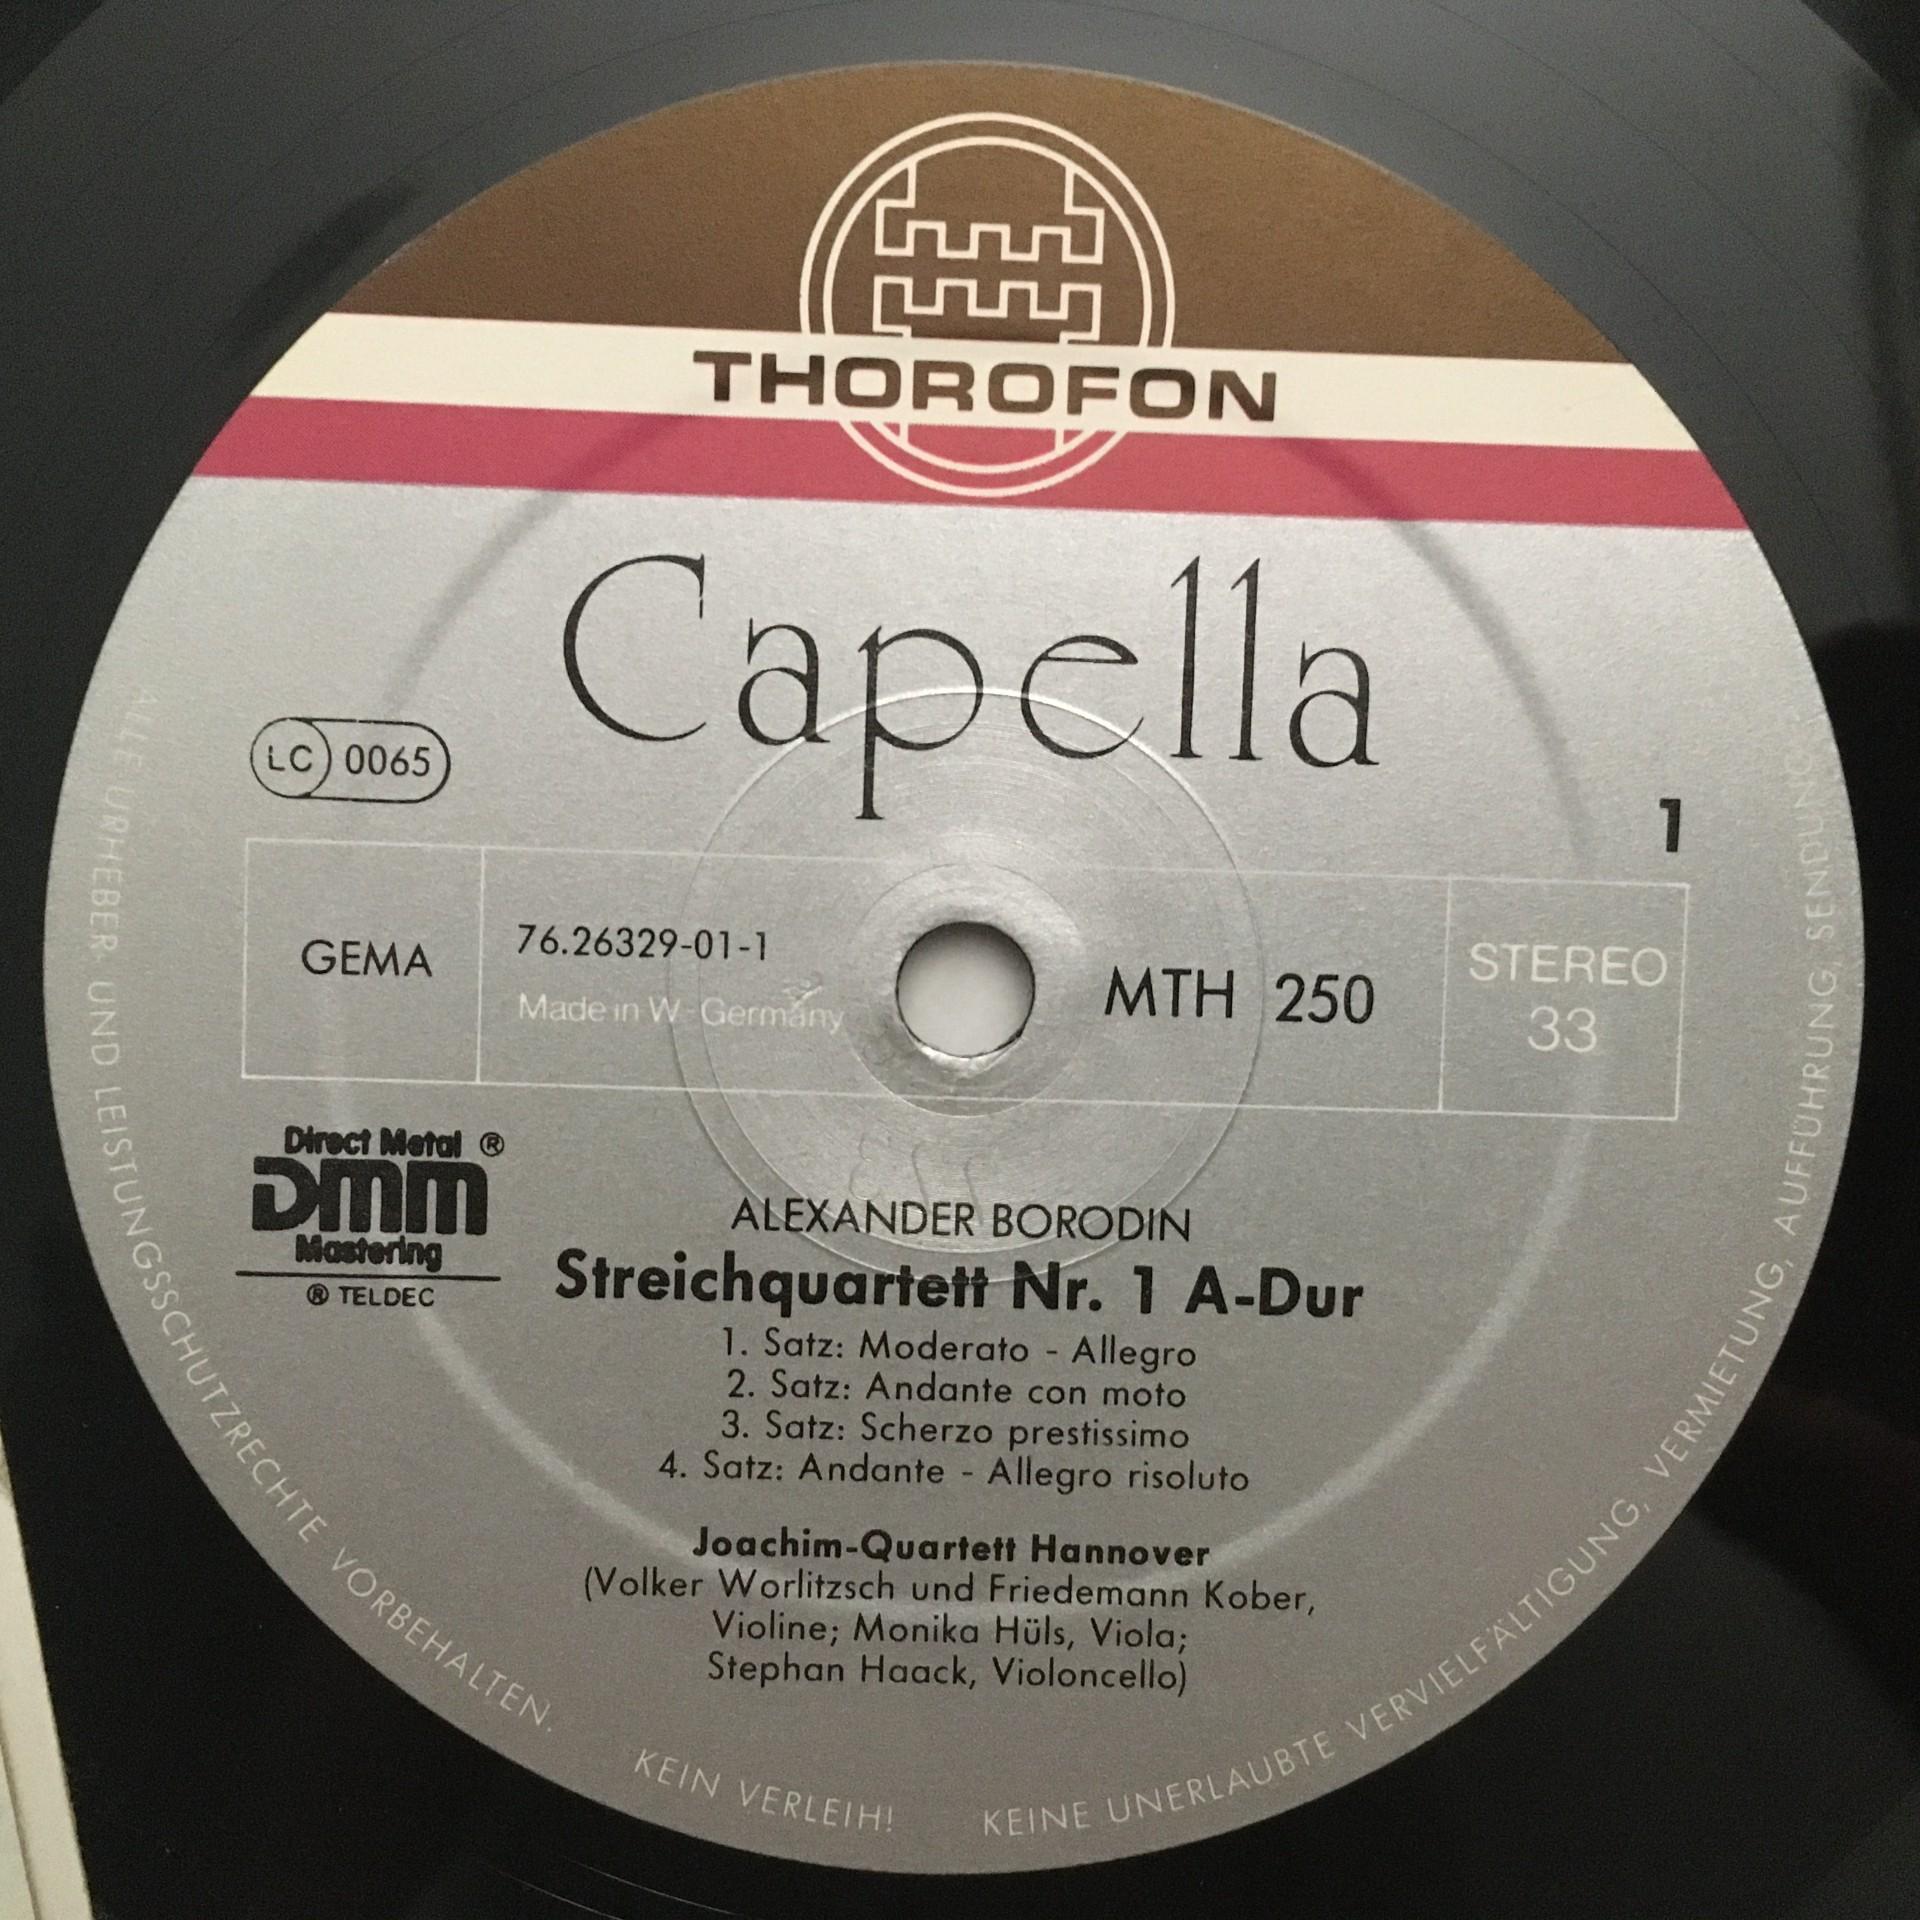 THOROFON
Capella
LC 0065
1
GEMA
76.26329-01-1
Made in W-Germany
MTH 250
STEREO
33
Direct Metal ®
DMM
Mastering
® TELDEC
ALEXANDER BORODIN
Streichquartett Nr. 1 A-Dur
1. Satz: Moderato - Allegro
2. Satz: Andante con moto
3. Satz: Scherzo prestissimo
4. Satz: Andante - Allegro risoluto
Joachim-Quartett Hannover
(Volker Worlitzsch und Friedemann Kober,
Violine; Monika Hüls, Viola;
Stephan Haack, Violoncello)
ALLE URHEBER- UND LEISTUNGSSCHUTZRECHTE VORBEHALTEN. KEIN VERLEIH! KEINE UNERLAUBTE VERVIELFÄLTIGUNG, VERMIETUNG, AUFFÜHRUNG, SENDUNG.